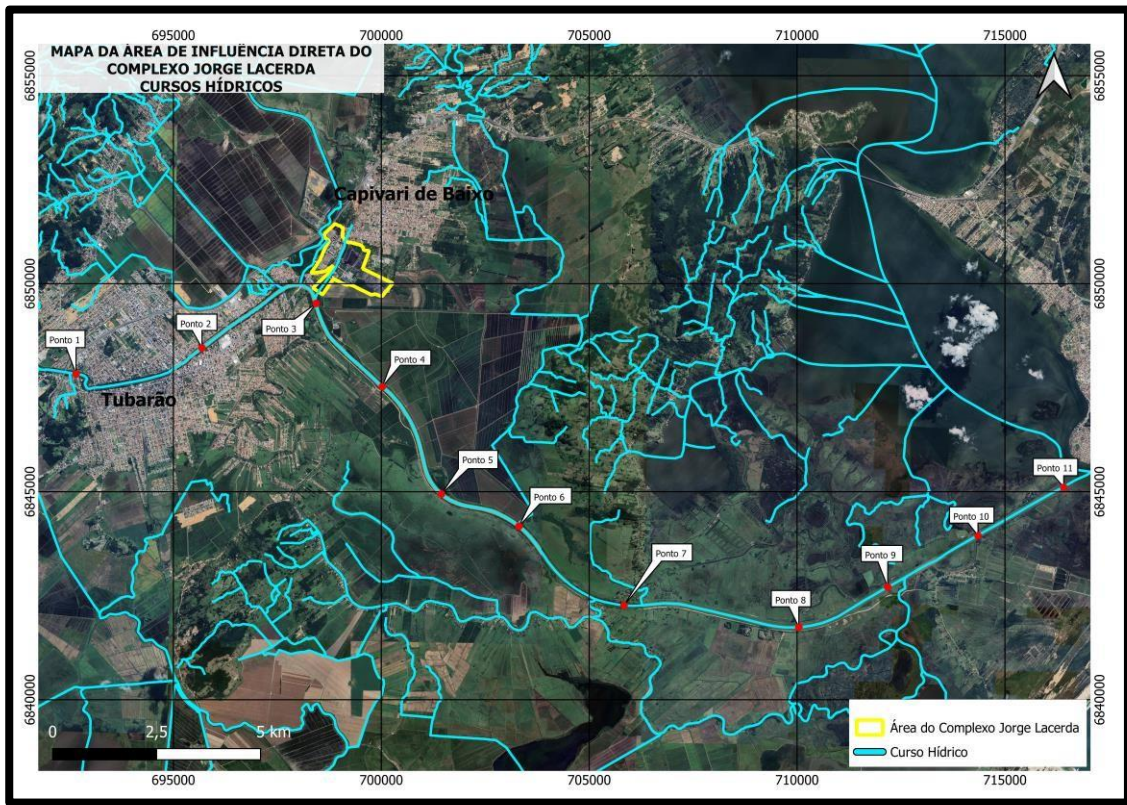 695000
700000
705000
710000
715000
MAPA DA ÁREA DE INFLUÊNCIA DIRETA DO
COMPLEXO JORGE LACERDA
CURSOS HÍDRICOS
6855000
6855000
Capivari de Baixo
6850000
6850000
Ponto 3
Ponto 2
Ponto 1
Ponto 4
Tubarão
Ponto 5
Ponto 11
6845000
6845000
Ponto 6
Ponto 10
Ponto 7
Ponto 9
Ponto 8
6840000
6840000
0
2,5
5 km
Área do Complexo Jorge Lacerda
Curso Hídrico
695000
700000
705000
710000
715000